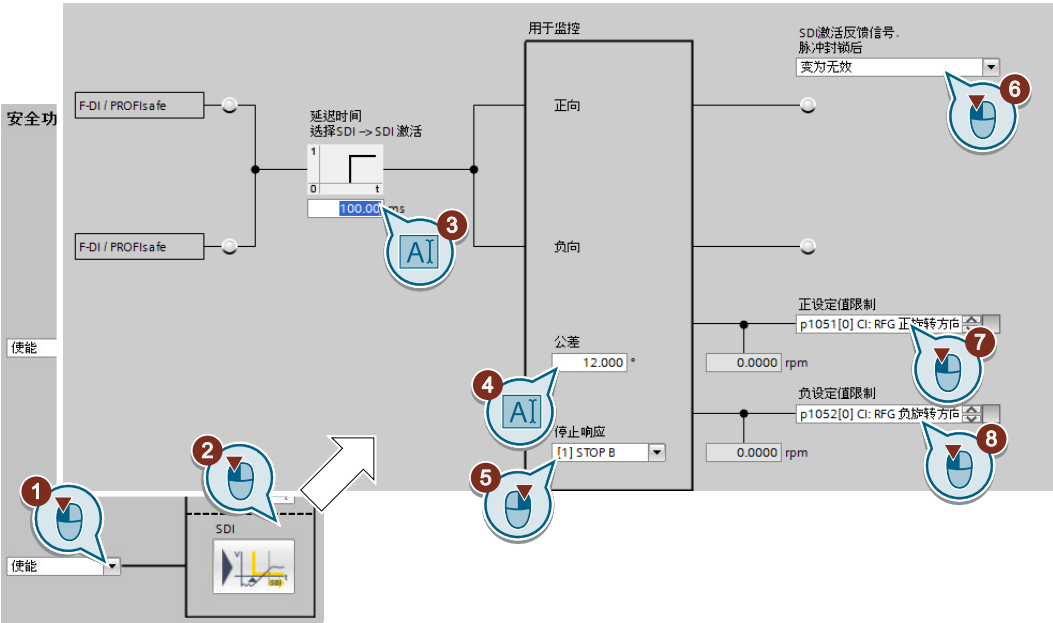 用于监控
SDI激活反馈信号.
脉冲封锁后
变为无效
6
F-DI / PROFIsafe
正向
安全功
延迟时间
选择SDI --> SDI 激活
1
0
t
100.00 ms
3
AI
F-DI / PROFIsafe
负向
正设定值限制
p1051[0] CI: RFG 正旋转方向
7
使能
公差
12.000 °
0.0000 rpm
4
AI
负设定值限制
p1052[0] CI: RFG 负旋转方向
8
停止响应
[1] STOP B
0.0000 rpm
2
5
1
SDI
使能
V
t
SDI